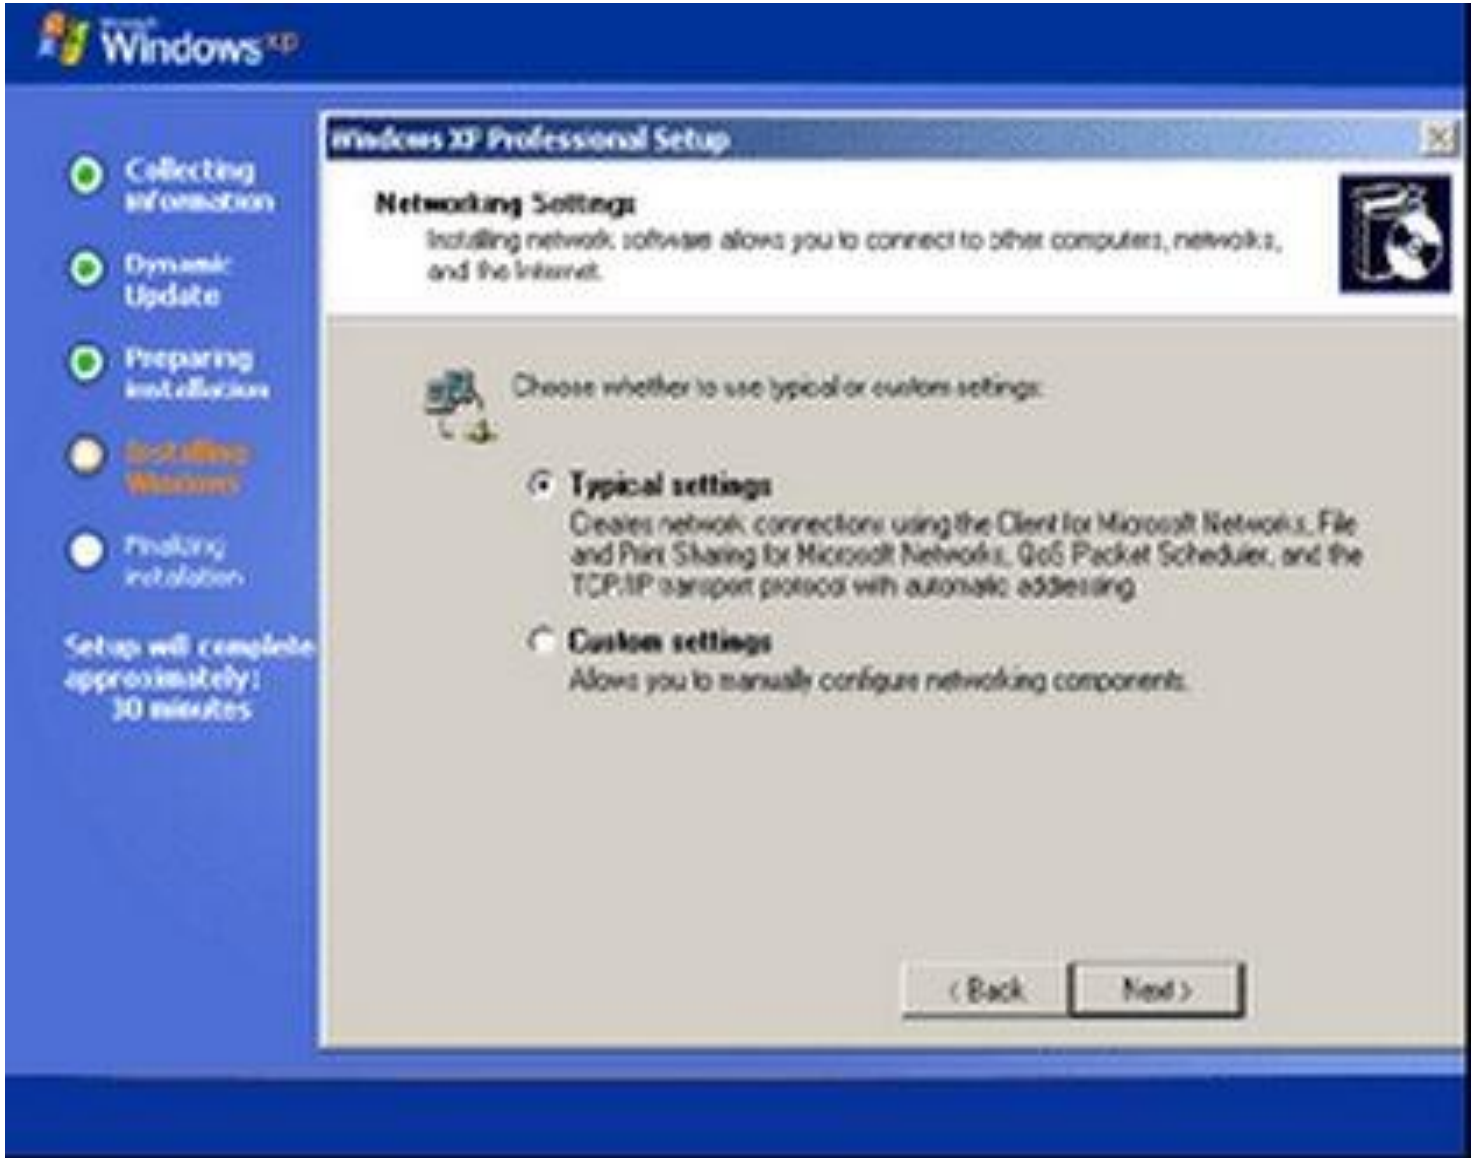 Microsoft
Windows xp
Collecting
information
Dynamic
Update
Preparing
installation
Installing
Windows
Finalizing
installation
Setup will complete
approximately:
30 minutes
Windows XP Professional Setup
Networking Settings
Installing network software allows you to connect to other computers, networks,
and the Internet.
Choose whether to use typical or custom settings:
Typical settings
Creates network connections using the Client for Microsoft Networks, File
and Print Sharing for Microsoft Networks, QoS Packet Scheduler, and the
TCP/IP transport protocol with automatic addressing.
Custom settings
Allows you to manually configure networking components.
< Back
Next >